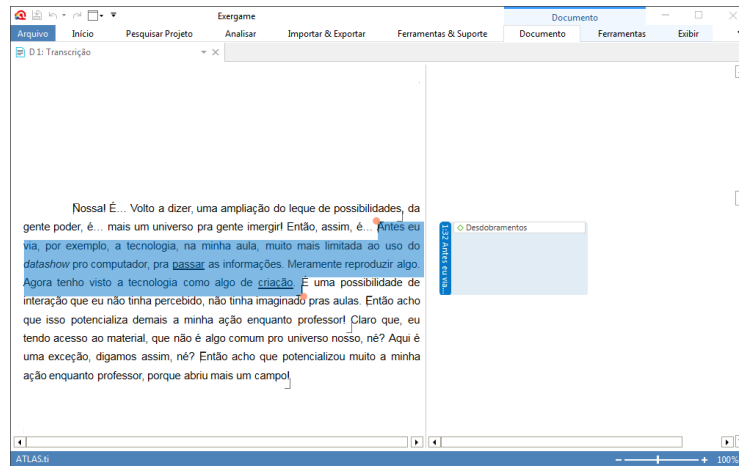 Exergame
Documento
Arquivo Início Pesquisar Projeto Analisar Importar & Exportar Ferramentas & Suporte Documento Ferramentas Exibir
D 1: Transcrição
Nossa! É... Volto a dizer, uma ampliação do leque de possibilidades, da
gente poder, é... mais um universo pra gente imergir! Então, assim, é... Antes eu
via, por exemplo, a tecnologia, na minha aula, muito mais limitada ao uso do
datashow pro computador, pra passar as informações. Meramente reproduzir algo.
Agora tenho visto a tecnologia como algo de criação. É uma possibilidade de
interação que eu não tinha percebido, não tinha imaginado pras aulas. Então acho
que isso potencializa demais a minha ação enquanto professor! Claro que, eu
tendo acesso ao material, que não é algo comum pro universo nosso, né? Aqui é
uma exceção, digamos assim, né? Então acho que potencializou muito a minha
ação enquanto professor, porque abriu mais um campo!
1:32 Antes eu via...
Desdobramentos
ATLAS.ti
100%